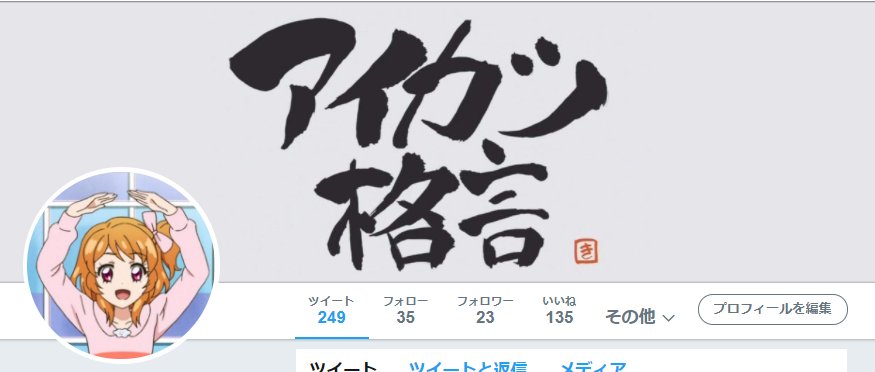 アイカツ
格言
ツイート フォロー フォロワー いいね
249 35 23 135 その他 プロフィールを編集
ツイート ツイートと返信 メディア